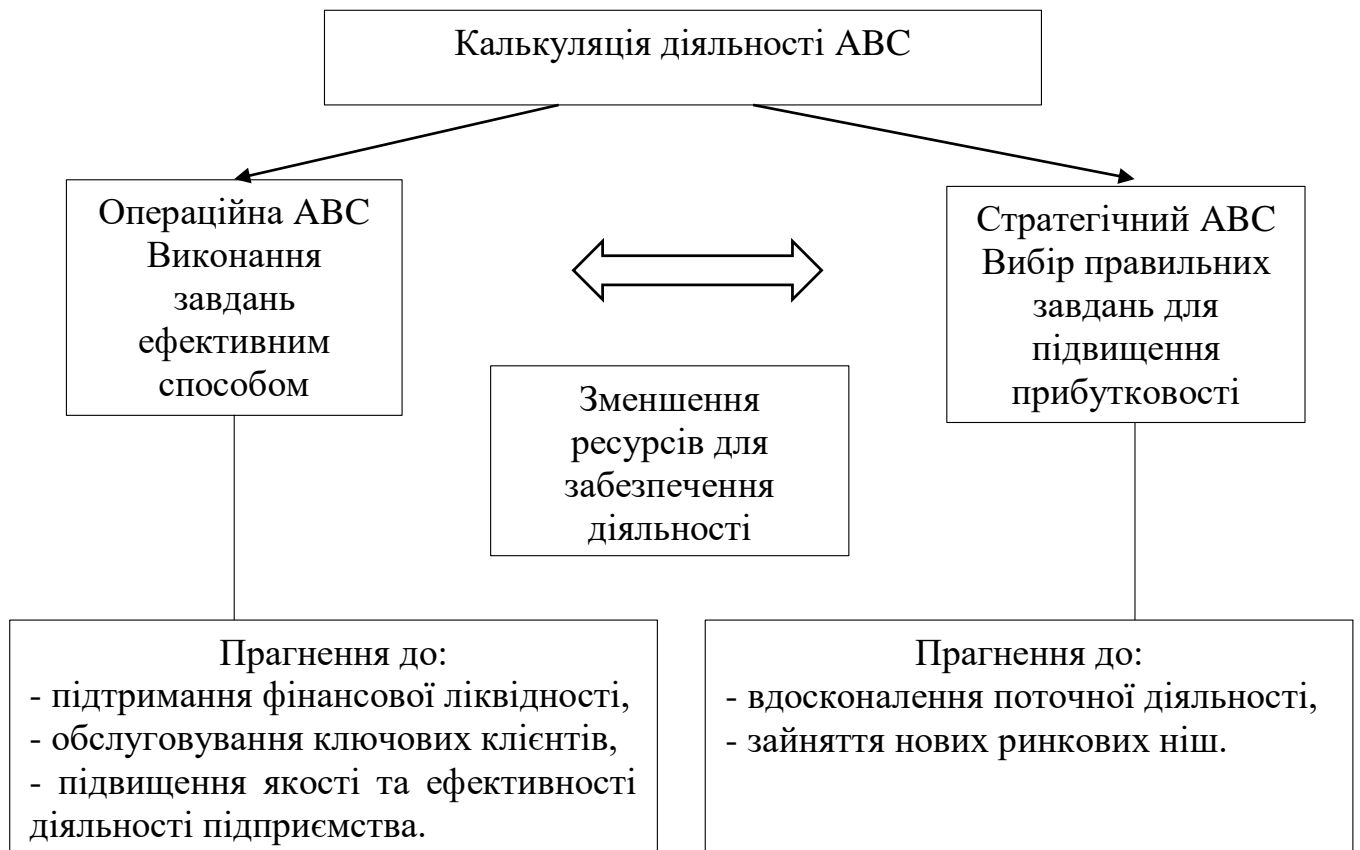 Калькуляція діяльності АВС
Операційна АВС
Виконання
завдань
ефективним
способом
Стратегічний АВС
Вибір правильних
завдань для
підвищення
прибутковості
Зменшення
ресурсів для
забезпечення
діяльності
Прагнення до:
- підтримання фінансової ліквідності,
- обслуговування ключових клієнтів,
- підвищення якості та ефективності
діяльності підприємства.
Прагнення до:
- вдосконалення поточної діяльності,
- зайняття нових ринкових ніш.